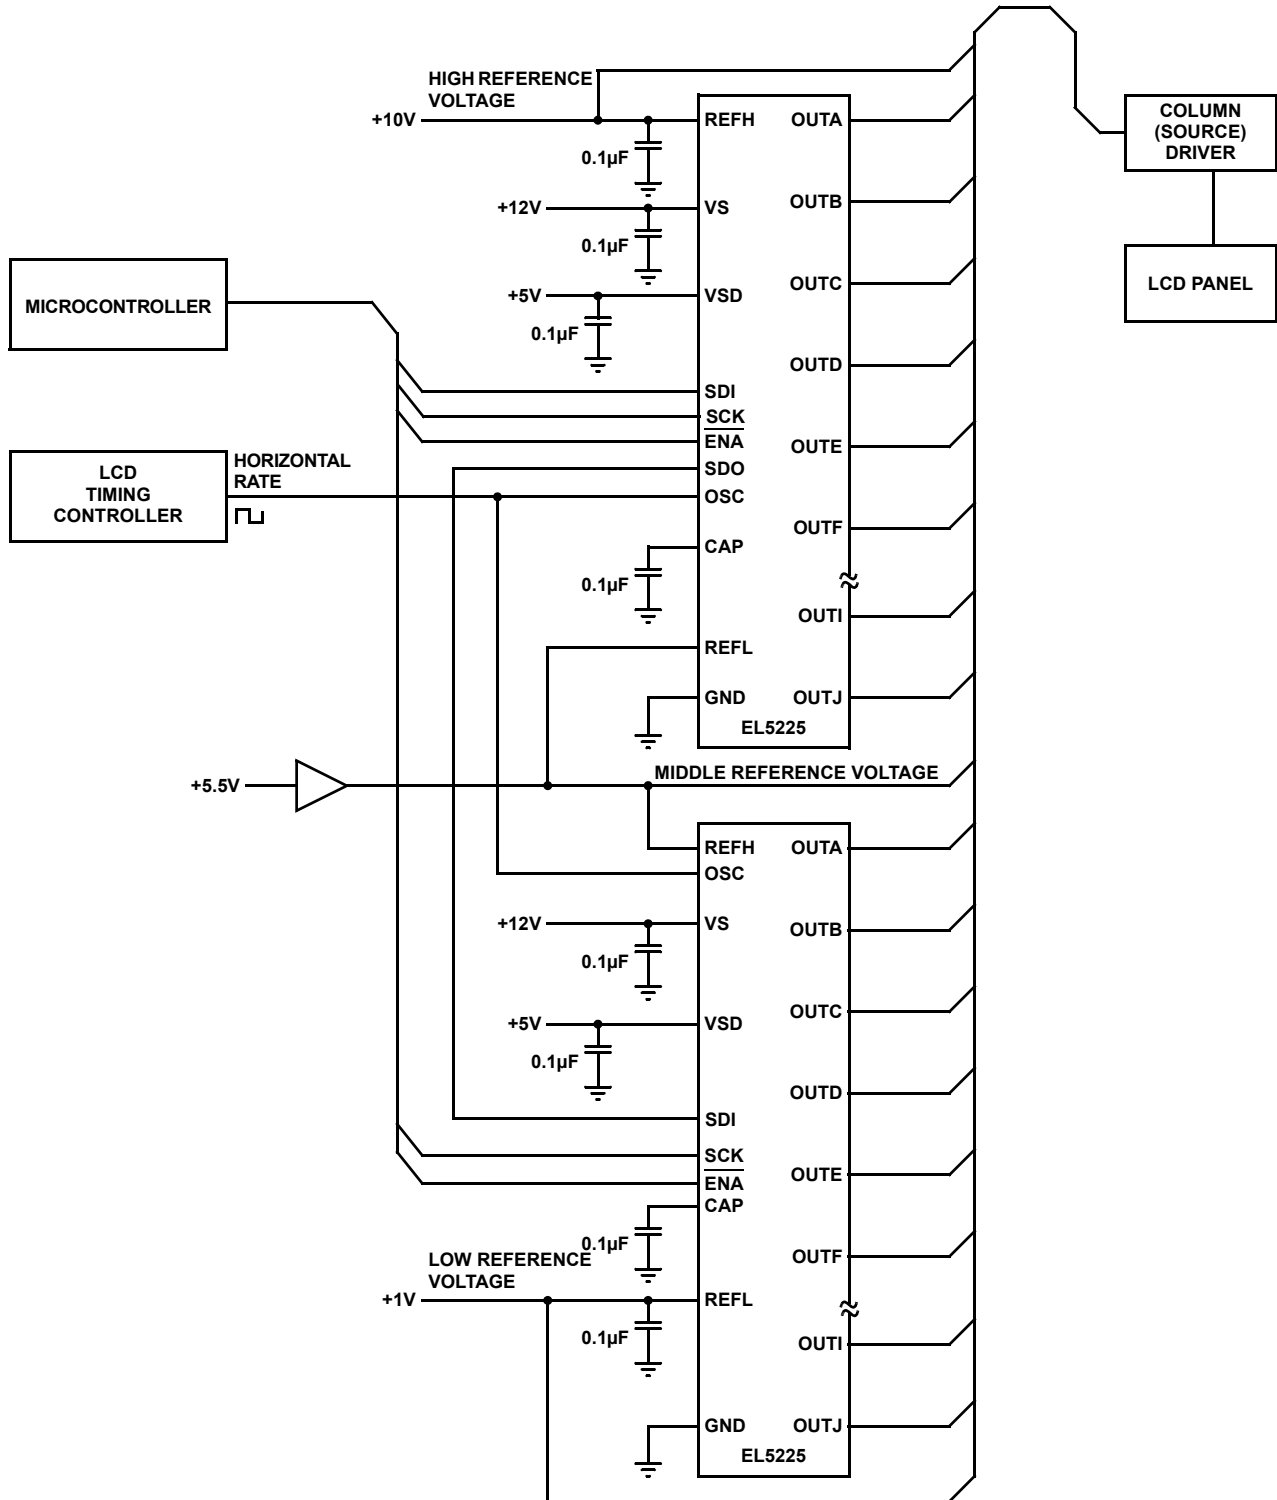 HIGH REFERENCE
VOLTAGE
+10V
REFH
OUTA
0.1µF
+12V
VS
OUTB
0.1µF
+5V
VSD
OUTC
0.1µF
OUTD
COLUMN
(SOURCE)
DRIVER
LCD PANEL
MICROCONTROLLER
SDI
SCK
ENA
OUTE
SDO
LCD
TIMING
CONTROLLER
HORIZONTAL
RATE
OSC
OUTF
CAP
0.1µF
OUTI
REFL
GND
OUTJ
EL5225
+5.5V
MIDDLE REFERENCE VOLTAGE
REFH
OUTA
OSC
+12V
VS
OUTB
0.1µF
+5V
VSD
OUTC
0.1µF
OUTD
SDI
SCK
OUTE
ENA
CAP
0.1µF
OUTF
LOW REFERENCE
VOLTAGE
+1V
REFL
0.1µF
OUTI
GND
OUTJ
EL5225